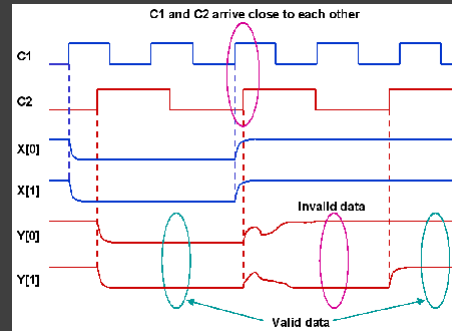 C1 and C2 arrive close to each other
C1
C2
X[0]
X[1]
Invalid data
Y[0]
Y[1]
Valid data